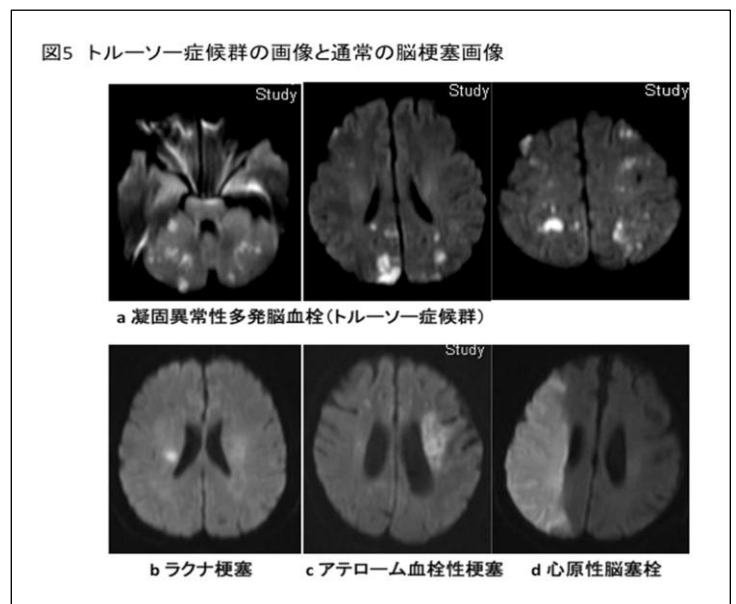 図5 トルーソー症候群の画像と通常の脳梗塞画像
Study
Study
Study
a 凝固異常性多発脳血栓（トルーソー症候群）
Study
b ラクナ梗塞
c アテローム血栓性梗塞
d 心原性脳塞栓